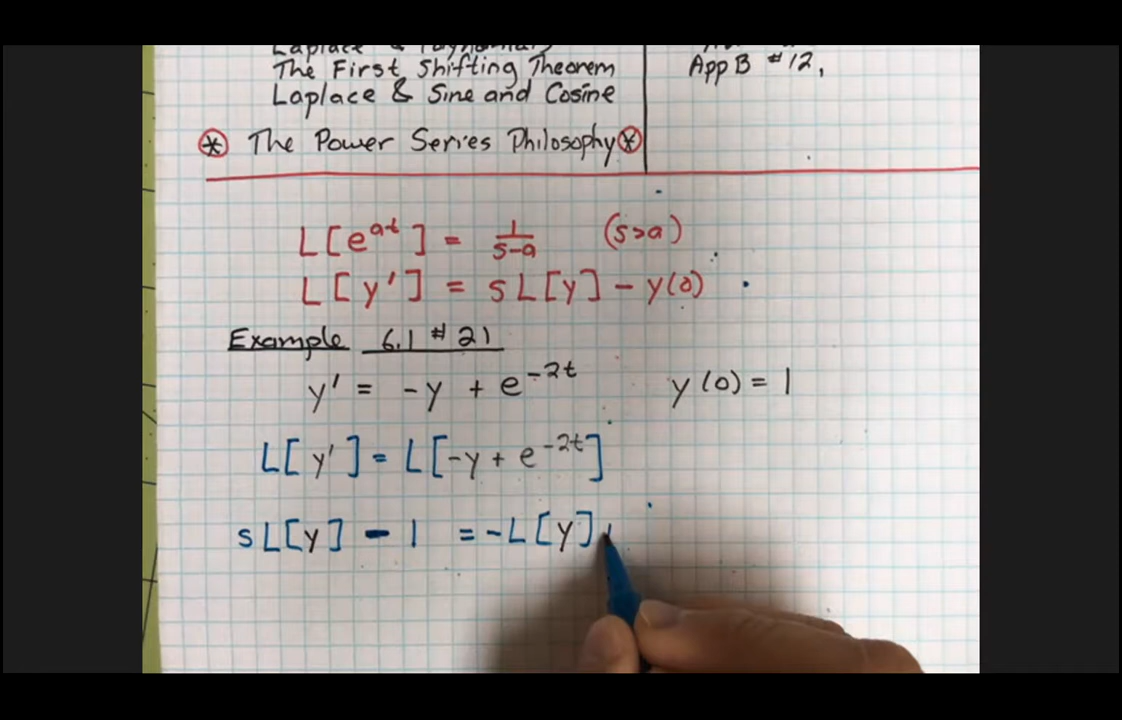 Laplace &
The First Shifting Theorem
Laplace & Sine and Cosine
App B #12,
⊛ The Power Series Philosophy ⊛
L[e^at] = 1/(s-a) (s>a)
L[y'] = sL[y] - y(0)
Example 6.1 #21
y' = -y + e^-2t y(0) = 1
L[y'] = L[-y + e^-2t]
sL[y] - 1 = -L[y]